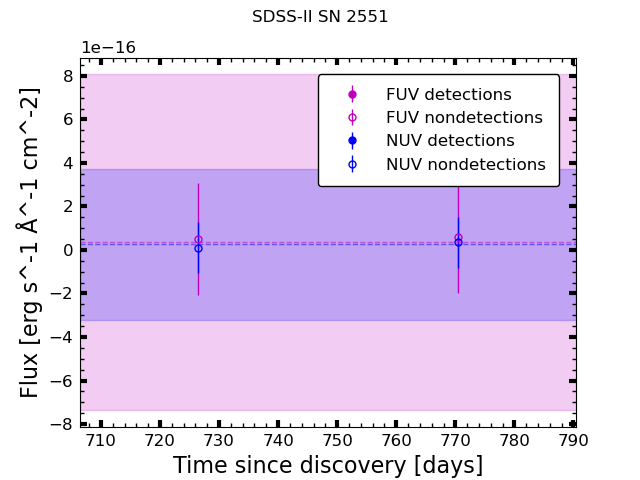 SDSS-II SN 2551
1e−16
FUV detections
FUV nondetections
NUV detections
NUV nondetections
8
6
4
2
0
−2
−4
−6
−8
Flux [erg s^-1 Å^-1 cm^-2]
710 720 730 740 750 760 770 780 790
Time since discovery [days]